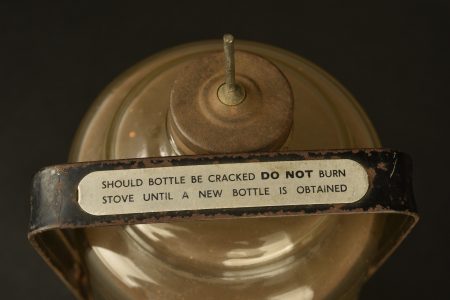 SHOULD BOTTLE BE CRACKED DO NOT BURN
STOVE UNTIL A NEW BOTTLE IS OBTAINED